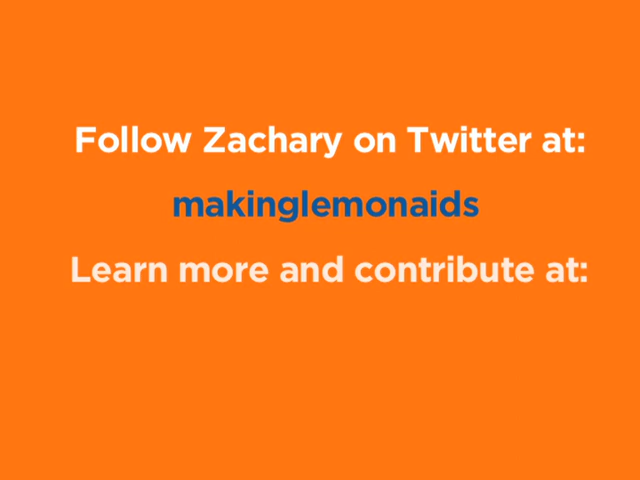 Follow Zachary on Twitter at:
makinglemonaids
Learn more and contribute at: